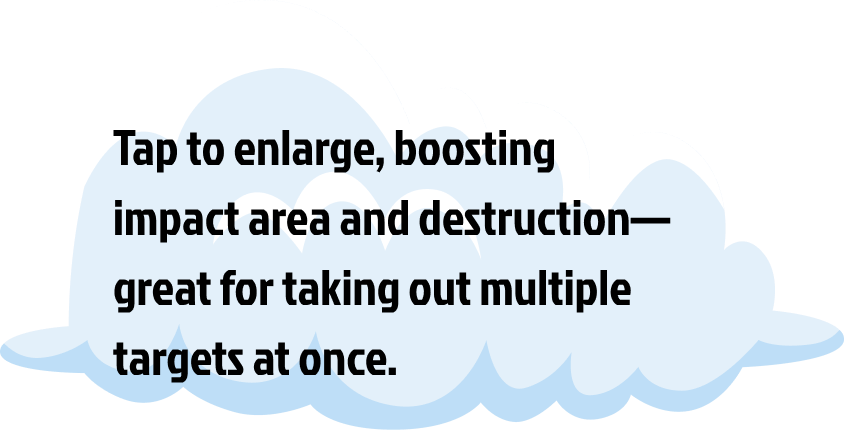 Tap to enlarge, boosting
impact area and destruction—
great for taking out multiple
targets at once.